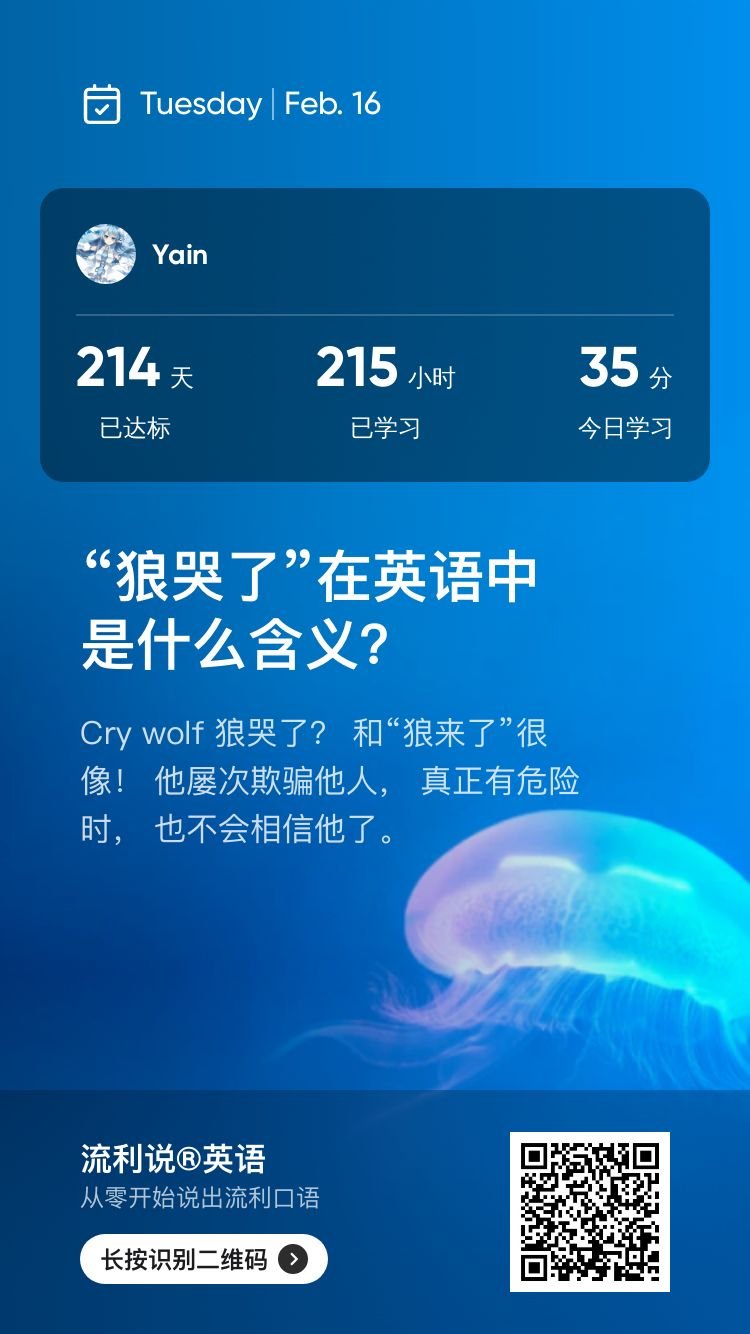 Tuesday | Feb. 16
Yain
214 天 215 小时 35 分
已达标 已学习 今日学习
“狼哭了”在英语中
是什么含义?
Cry wolf 狼哭了? 和“狼来了”很
像! 他屡次欺骗他人, 真正有危险
时, 也不会相信他了。
流利说®英语
从零开始说出流利口语
长按识别二维码